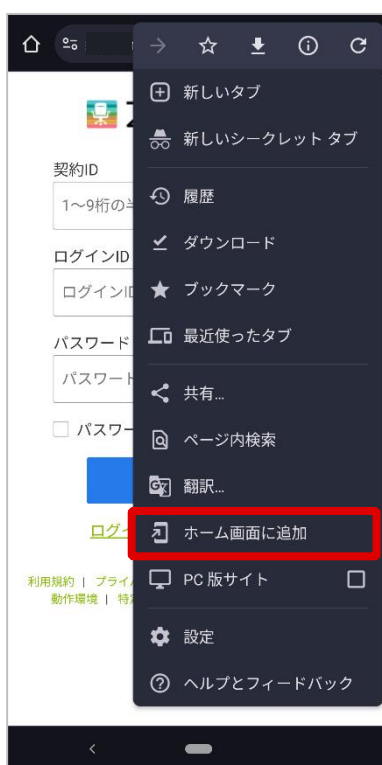 新しいタブ
新しいシークレット タブ
履歴
ダウンロード
ブックマーク
最近使ったタブ
共有...
ページ内検索
翻訳...
ホーム画面に追加
PC 版サイト
設定
ヘルプとフィードバック
契約ID
1～9桁の
ログインID
ログインI
パスワード
パスワード
パスワー
ログ
利用規約 | プライ
動作環境 | 特